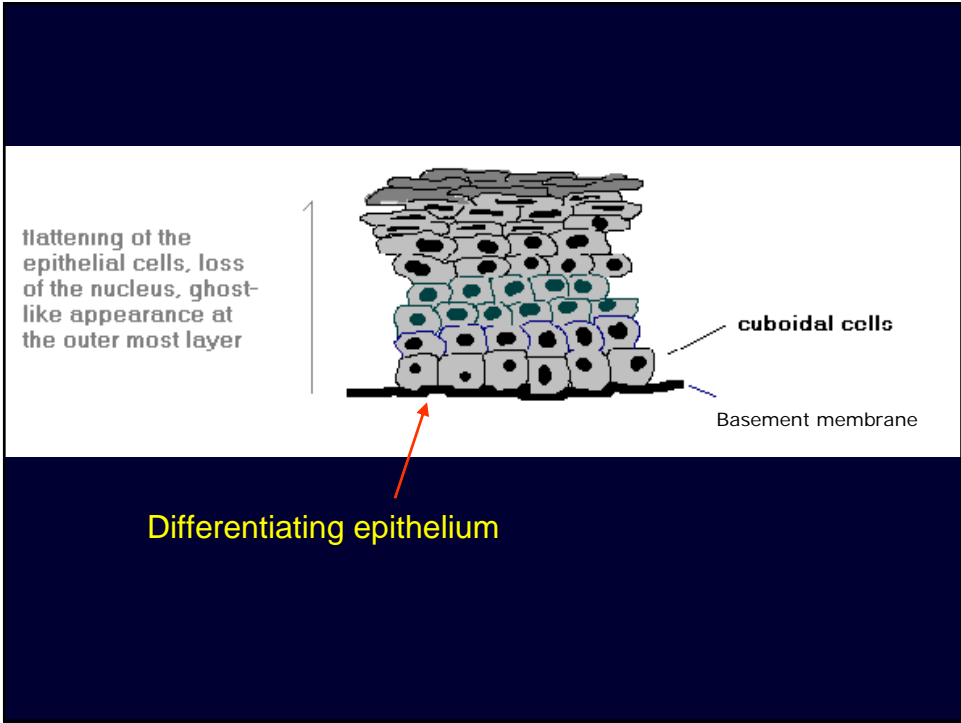 flattening of the
epithelial cells, loss
of the nucleus, ghost-
like appearance at
the outer most layer
cuboidal cells
Basement membrane
Differentiating epithelium